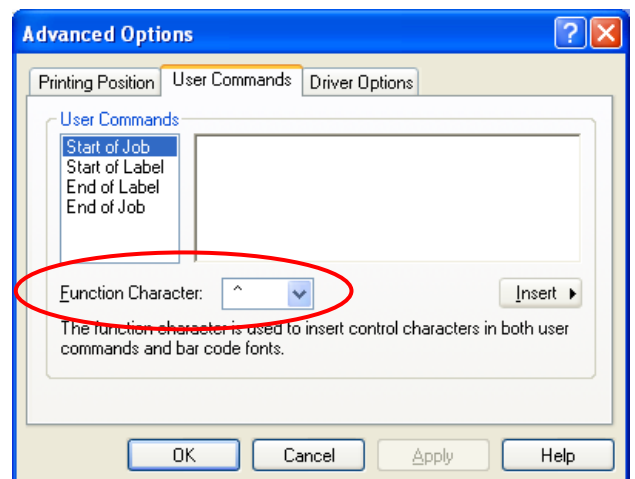 Advanced Options
Printing Position User Commands Driver Options
User Commands
Start of Job
Start of Label
End of Label
End of Job
Function Character: ^ Insert
The function character is used to insert control characters in both user
commands and bar code fonts.
OK Cancel Apply Help